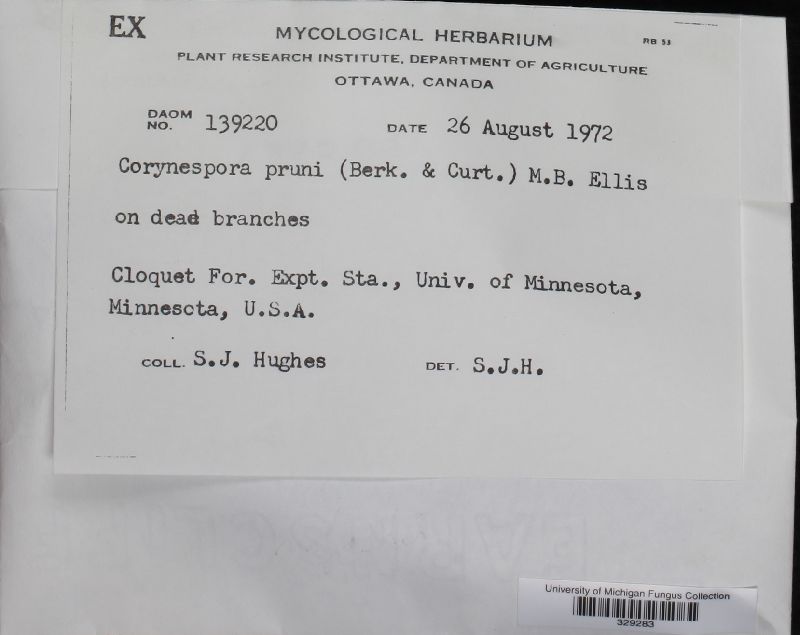 EX
MYCOLOGICAL HERBARIUM
RB 53
PLANT RESEARCH INSTITUTE, DEPARTMENT OF AGRICULTURE
OTTAWA, CANADA
DAOM NO. 139220 DATE 26 August 1972
Corynespora pruni (Berk. & Curt.) M.B. Ellis
on dead branches
Cloquet For. Expt. Sta., Univ. of Minnesota,
Minnesota, U.S.A.
COLL. S.J. Hughes DET. S.J.H.
University of Michigan Fungus Collection
329283